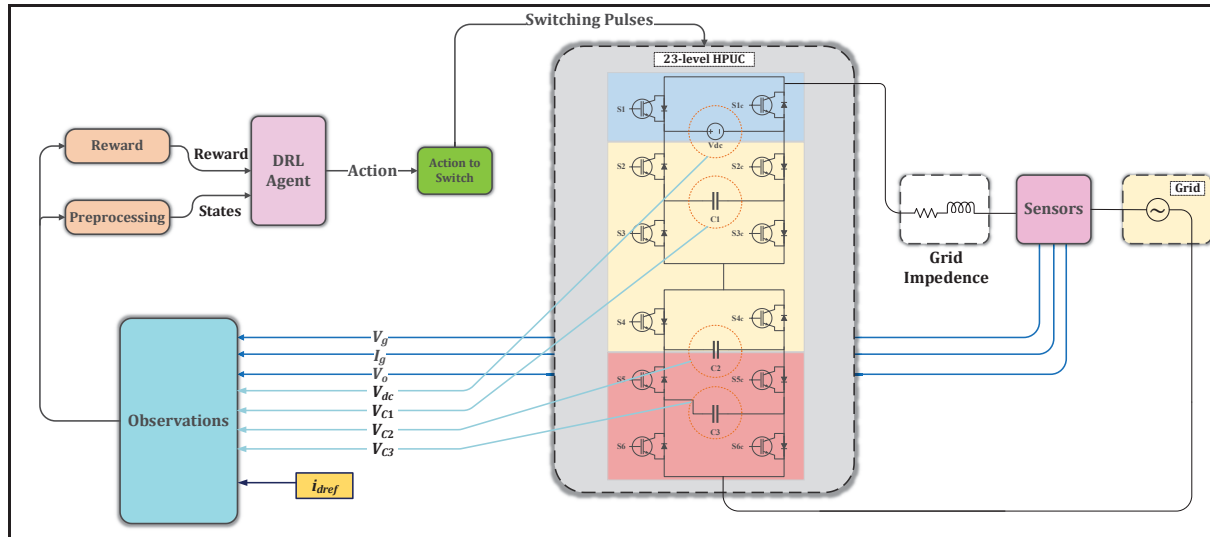 Switching Pulses
23-level HPUC
S1
S1c
Vdc
S2
S2c
C1
S3
S3c
S4
S4c
C2
S5
S5c
C3
S6
S6c
Reward
Preprocessing
Reward
States
DRL
Agent
Action
Action to
Switch
Grid
Impedence
Sensors
Grid
Observations
Vg
Ig
Vo
Vdc
VC1
VC2
VC3
idref